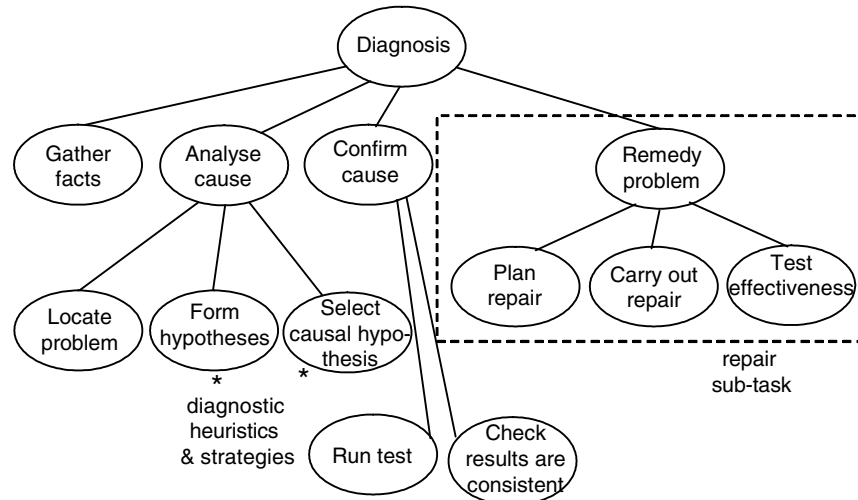 Diagnosis
Gather
facts
Analyse
cause
Confirm
cause
Remedy
problem
Plan
repair
Carry out
repair
Test
effectiveness
Locate
problem
Form
hypotheses
Select
causal hypo-
thesis
*
*
diagnostic
heuristics
& strategies
repair
sub-task
Run test
Check
results are
consistent